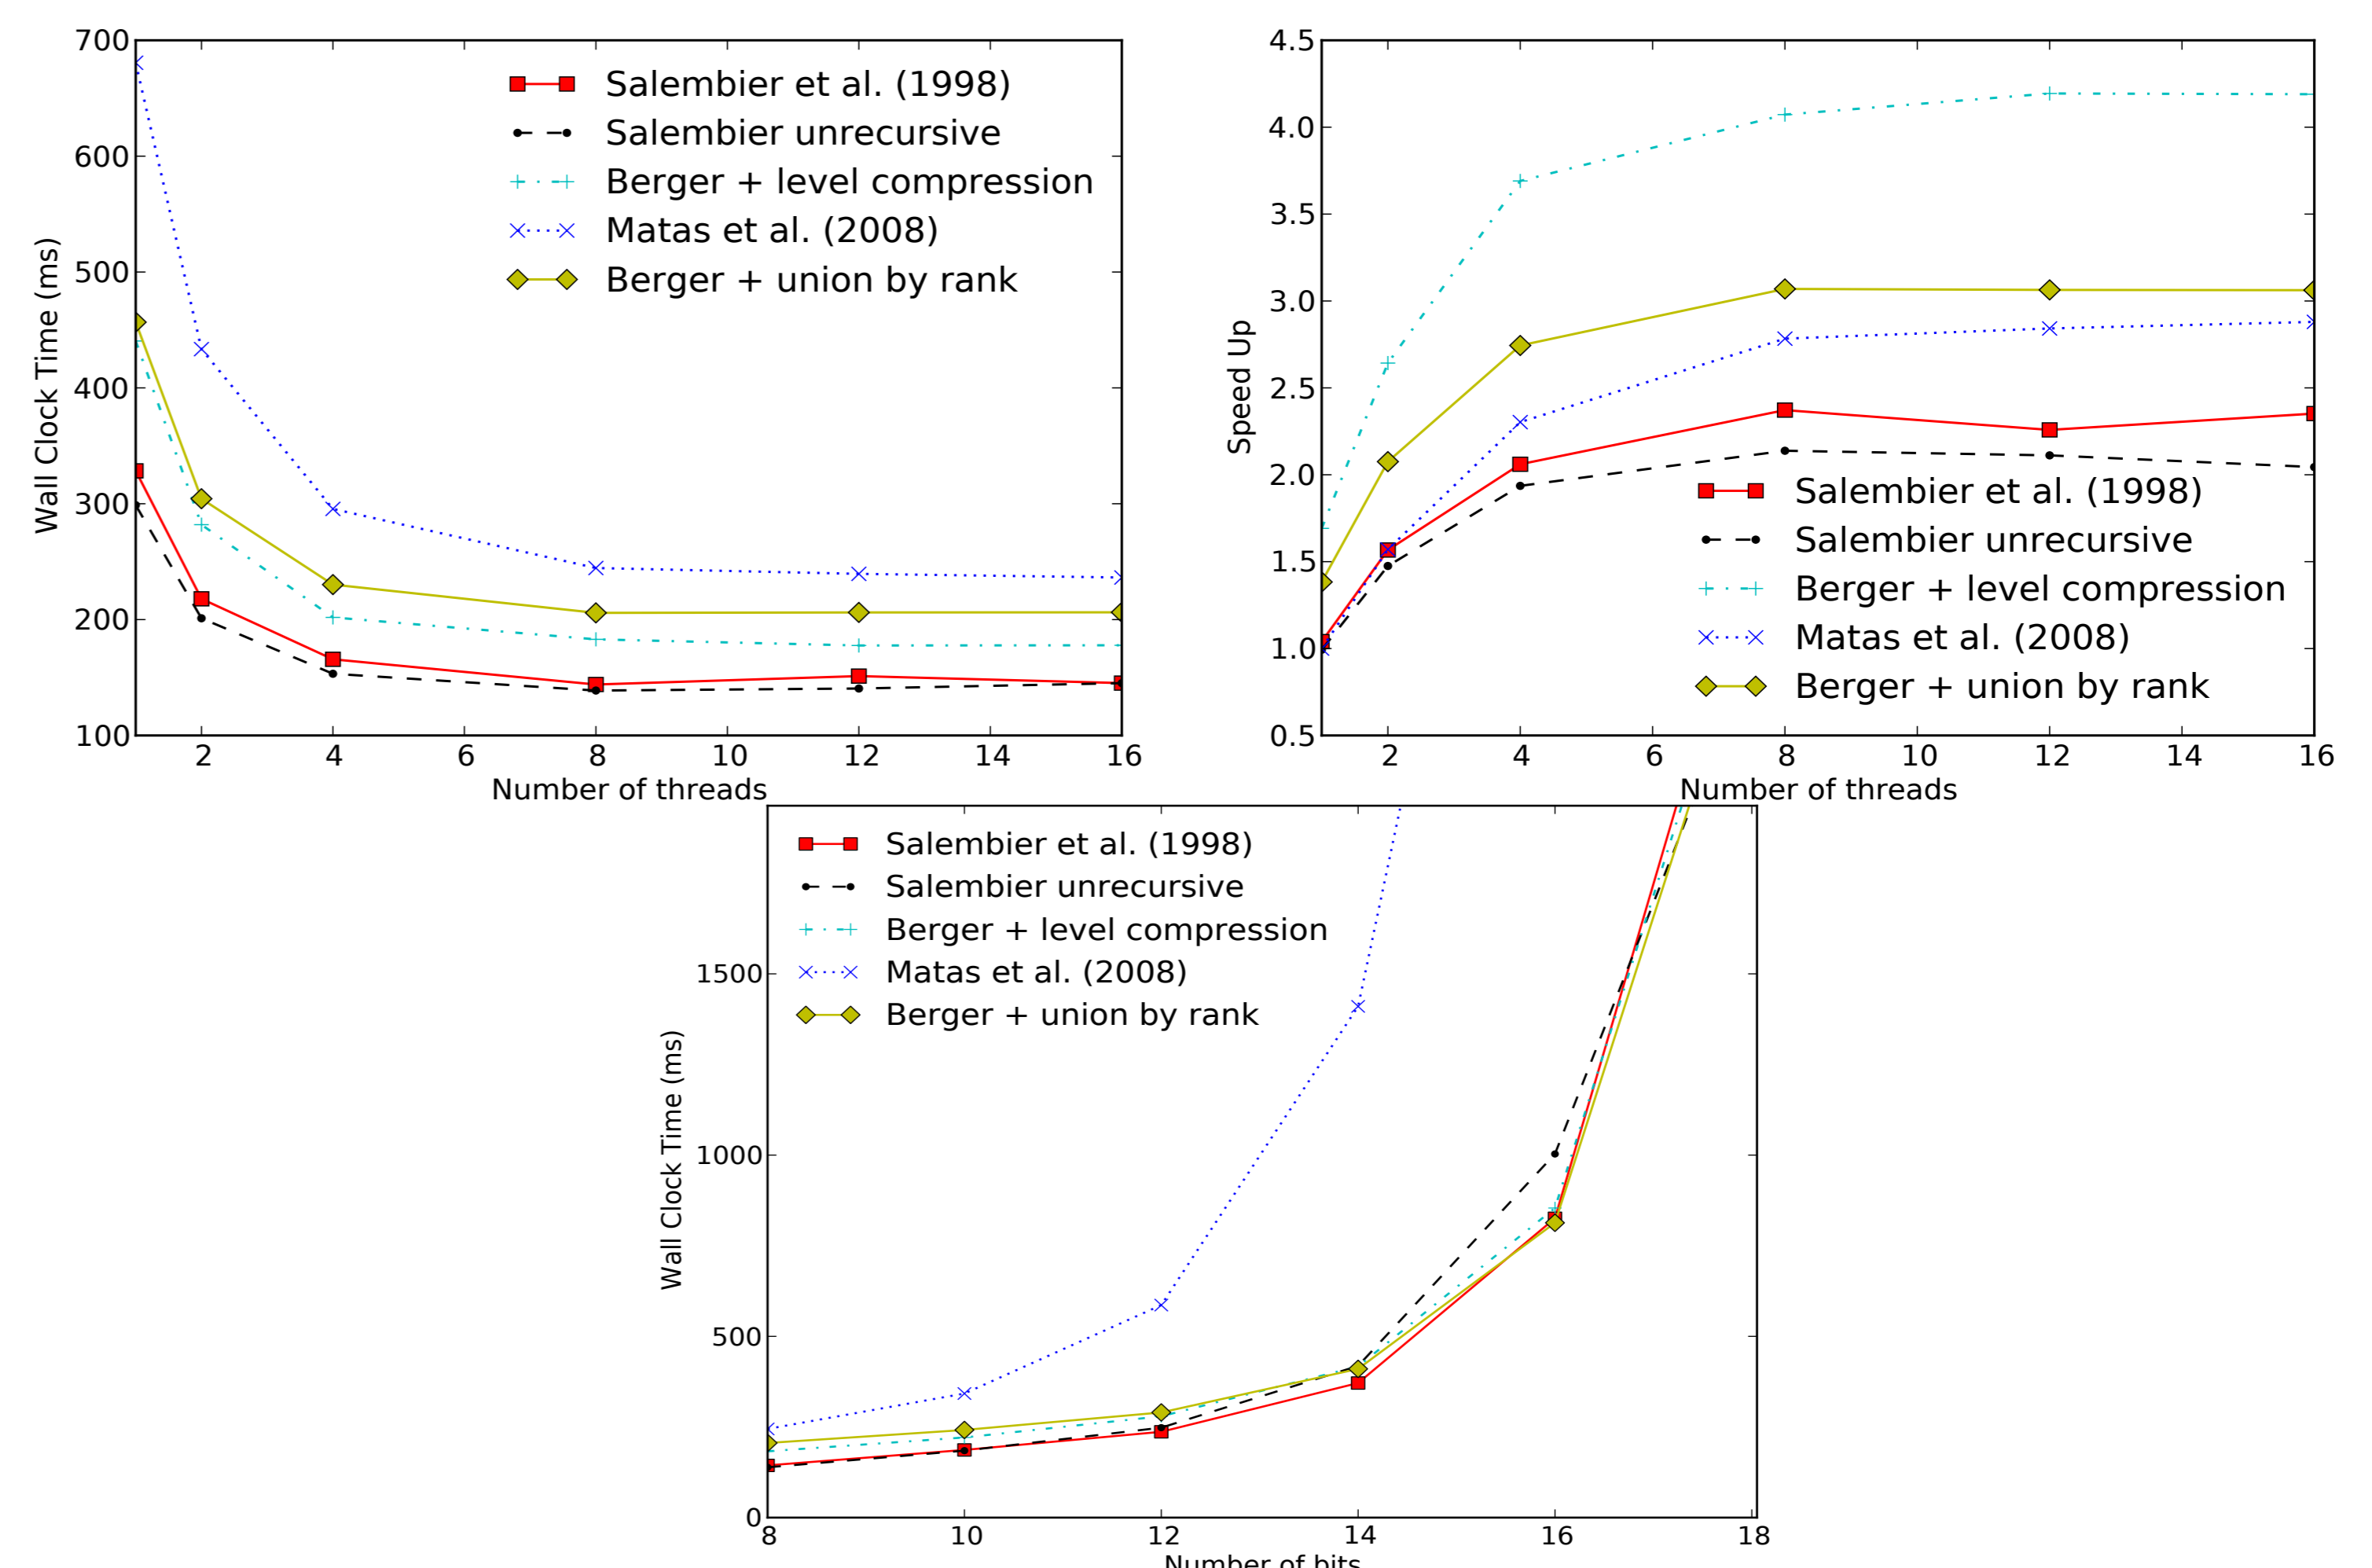 700
600
500
400
300
200
100
Wall Clock Time (ms)
Salembier et al. (1998)
Salembier unrecursive
Berger + level compression
Matas et al. (2008)
Berger + union by rank
2 4 6 8 10 12 14 16
Number of threads
4.5
4.0
3.5
3.0
2.5
2.0
1.5
1.0
0.5
Speed Up
Salembier et al. (1998)
Salembier unrecursive
Berger + level compression
Matas et al. (2008)
Berger + union by rank
2 4 6 8 10 12 14 16
Number of threads
1500
1000
500
0
Wall Clock Time (ms)
Salembier et al. (1998)
Salembier unrecursive
Berger + level compression
Matas et al. (2008)
Berger + union by rank
8 10 12 14 16 18
Number of bits